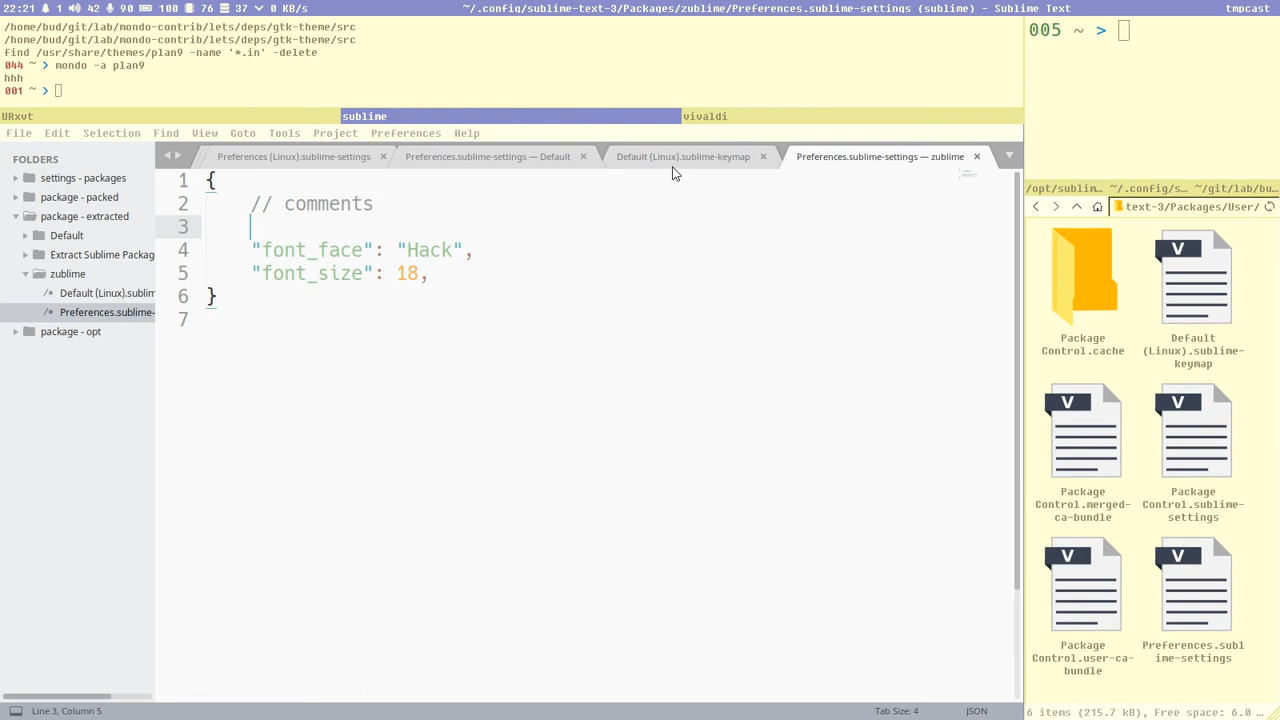 22:21 1 42 90 100 76 37 0 KB/s ~/.config/sublime-text-3/Packages/zublime/Preferences.sublime-settings (sublime) - Sublime Text tmpcast
/home/bud/git/lab/mondo-contrib/lets/deps/gtk-theme/src
/home/bud/git/lab/mondo-contrib/lets/deps/gtk-theme/src
find /usr/share/themes/plan9 -name '*.in' -delete
044 ~ > mondo -a plan9
hhh
001 ~ >
005 ~ >
URxvt sublime vivaldi
File Edit Selection Find View Goto Tools Project Preferences Help
Preferences (Linux).sublime-settings Preferences.sublime-settings — Default Default (Linux).sublime-keymap Preferences.sublime-settings — zublime
FOLDERS
settings - packages
package - packed
package - extracted
Default
Extract Sublime Packag
zublime
/* Default (Linux).sublim
/* Preferences.sublime-
package - opt
1 {
2 // comments
3
4 "font_face": "Hack",
5 "font_size": 18,
6 }
7
/opt/sublim… ~/.config/s… ~/git/lab/bu…
text-3/Packages/User/
Package
Control.cache
Default
(Linux).sublime-
keymap
V
V
Package
Control.merged-
ca-bundle
V
Package
Control.sublime-
settings
V
Package
Control.user-ca-
bundle
V
Preferences.subl
ime-settings
Line 3, Column 5 Tab Size: 4 JSON
6 items (215.7 kB), Free space: 6.0 …